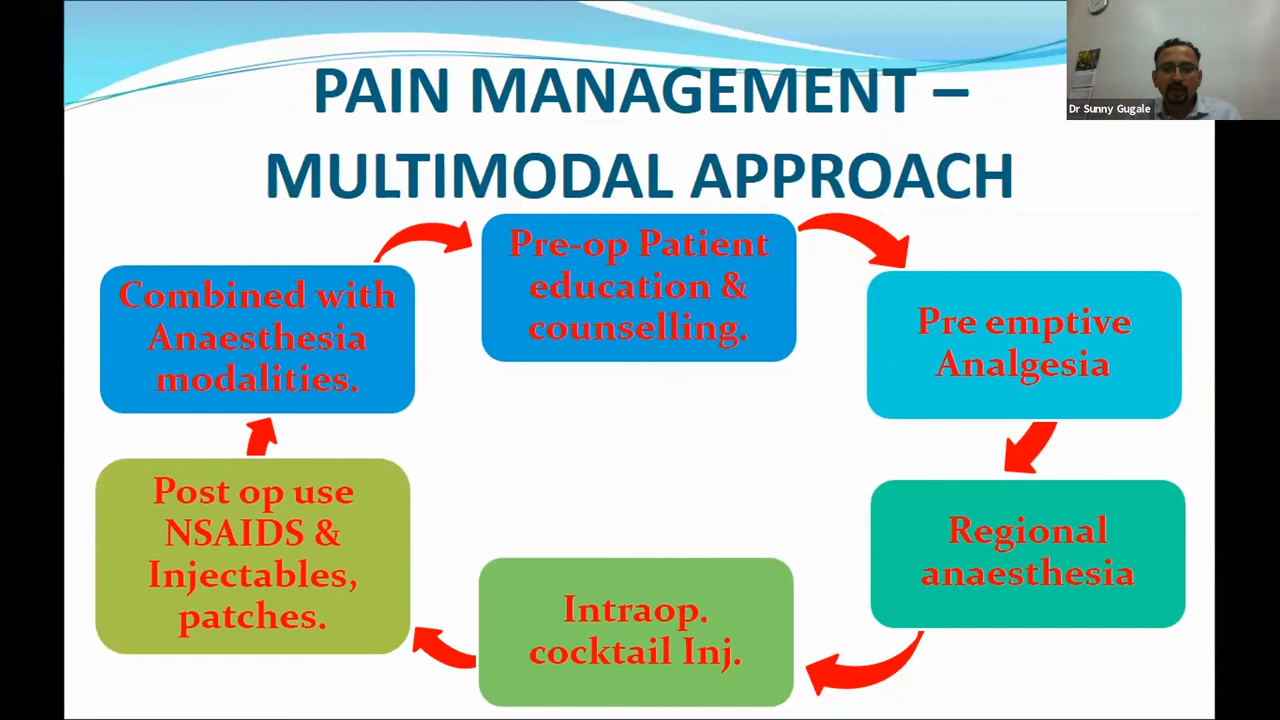 PAIN MANAGEMENT –
MULTIMODAL APPROACH
Dr Sunny Gugale
Pre-op Patient
education &
counselling.
Pre emptive
Analgesia
Regional
anaesthesia
Intraop.
cocktail Inj.
Post op use
NSAIDS &
Injectables,
patches.
Combined with
Anaesthesia
modalities.